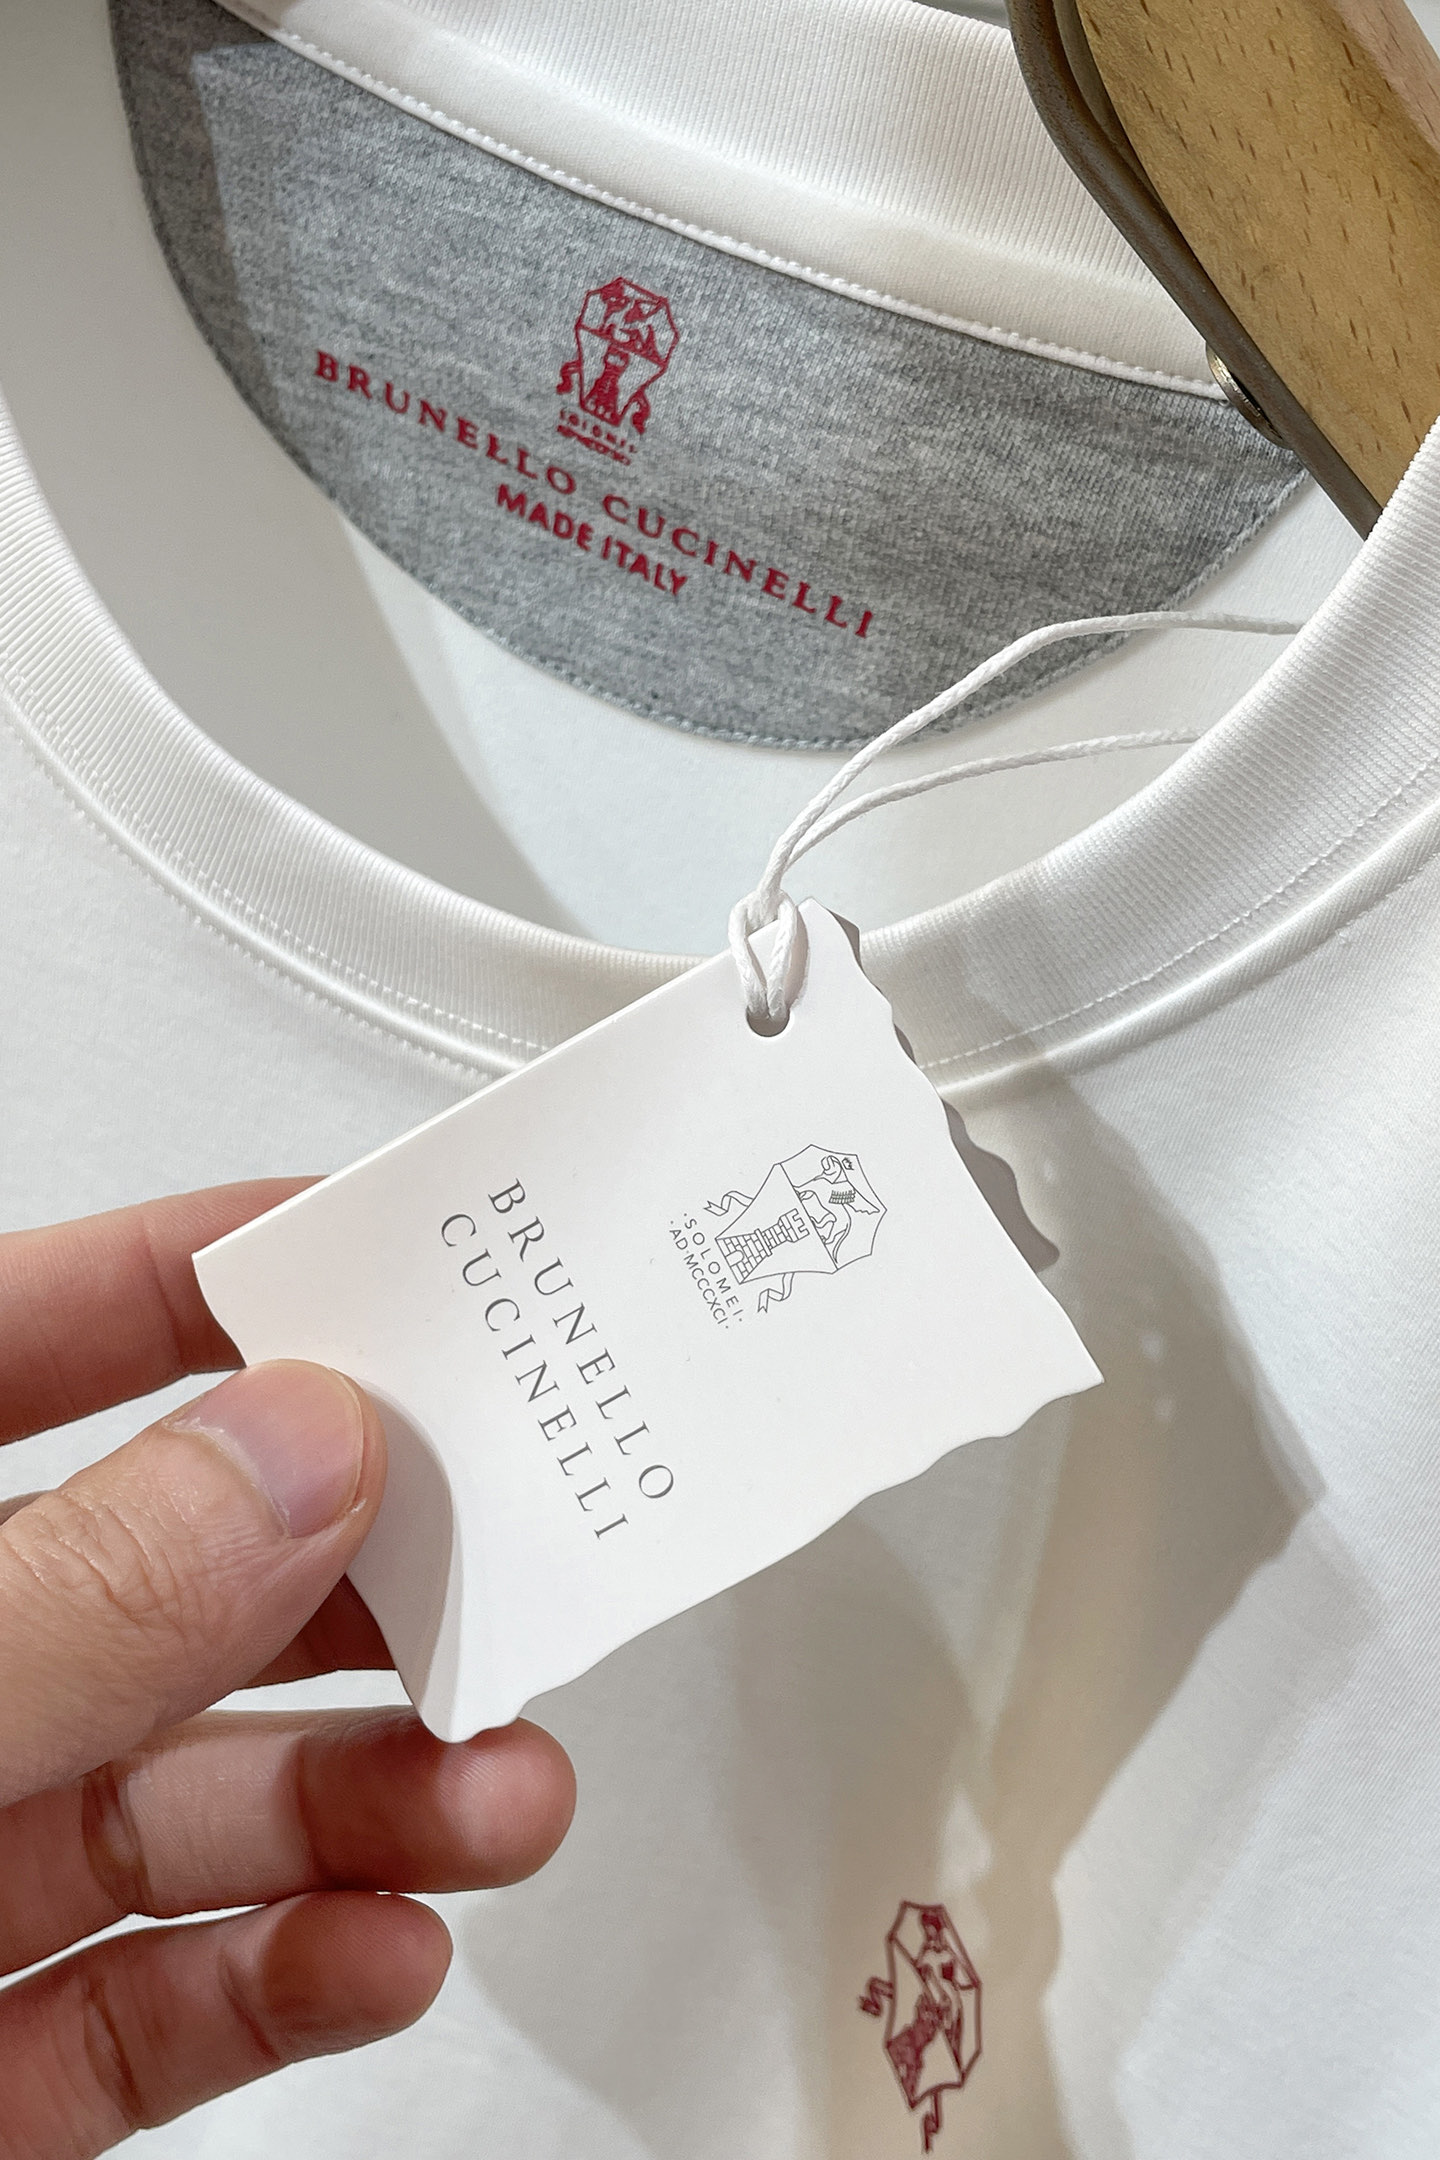 BRUNELLO CUCINELLI
MADE ITALY
·SOLOMEI·
·AD·MCCCXCI·
BRUNELLO
CUCINELLI